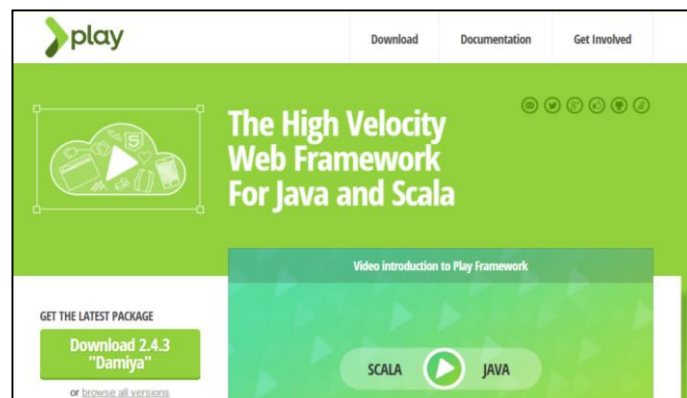 play
Download Documentation Get Involved
The High Velocity
Web Framework
For Java and Scala
Video introduction to Play Framework
GET THE LATEST PACKAGE
Download 2.4.3
"Damiya"
or browse all versions
SCALA JAVA